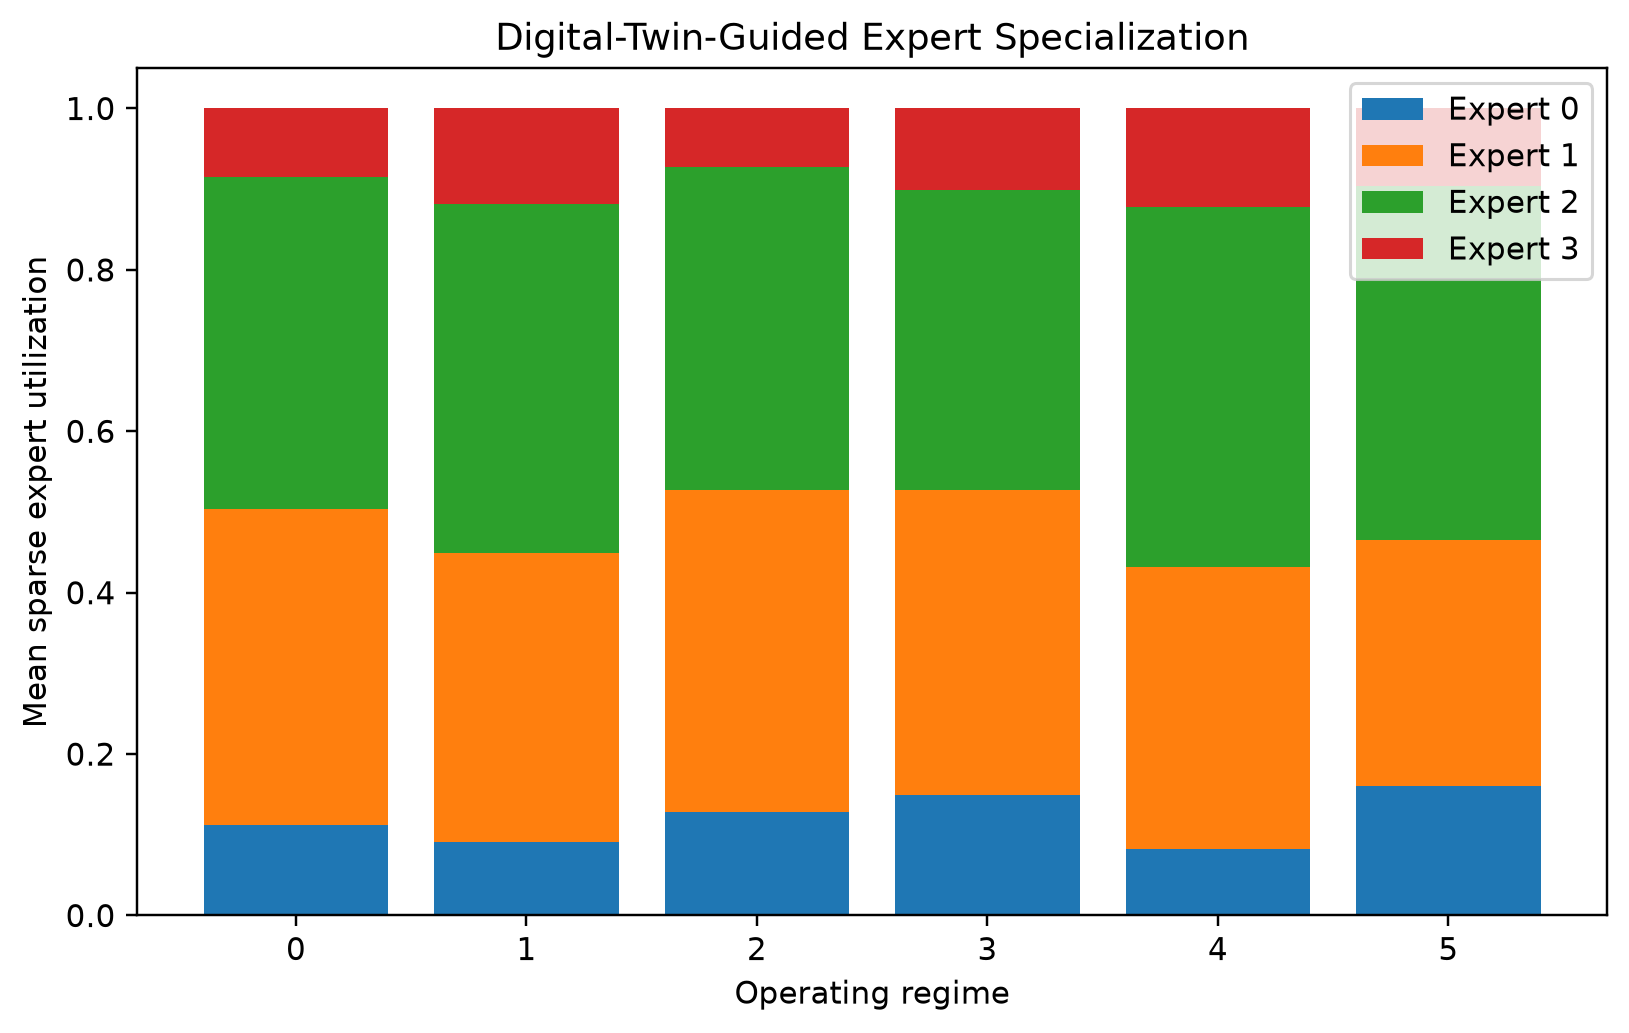 Digital-Twin-Guided Expert Specialization
Expert 0
Expert 1
Expert 2
Expert 3
Mean sparse expert utilization
1.0
0.8
0.6
0.4
0.2
0.0
0 1 2 3 4 5
Operating regime